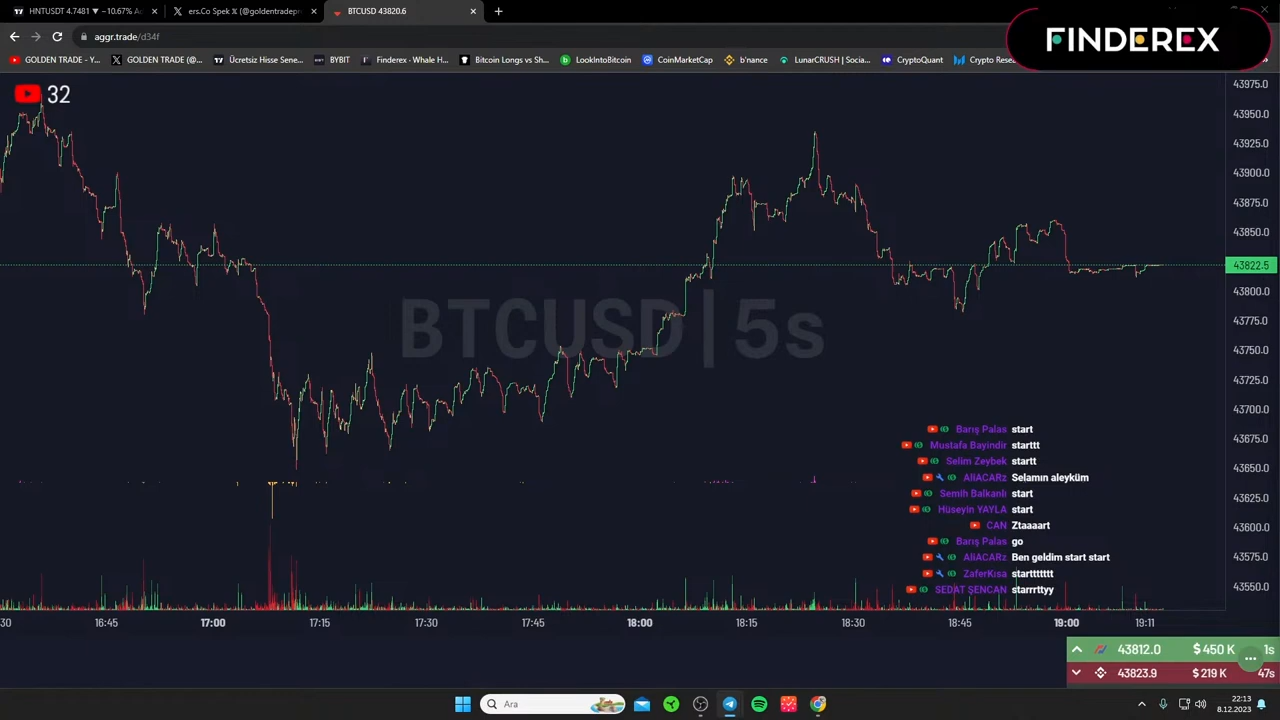 HNTUSDT 4.7481 ▼ −10.67% A
ers.Co Spek X (@goldentradepr
BTCUSD 43820.6
aggr.trade/d34f
FINDEREX
GOLDEN TRADE - Y...
GOLDEN TRADE (@...
Ücretsiz Hisse Sene...
BYBIT
Finderex - Whale H...
Bitcoin Longs vs Sh...
LookIntoBitcoin
CoinMarketCap
b'nance
LunarCRUSH | Socia...
CryptoQuant
Crypto Resea
32
43975.0
43950.0
43925.0
43900.0
43875.0
43850.0
43822.5
43800.0
43775.0
43750.0
43725.0
43700.0
43675.0
43650.0
43625.0
43600.0
43575.0
43550.0
BTCUSD | 5s
Barış Palas start
Mustafa Bayindir starttt
Selim Zeybek startt
AliACARz Selamın aleyküm
Semih Balkanlı start
Hüseyin YAYLA start
CAN Ztaaaart
Barış Palas go
AliACARz Ben geldim start start
ZaferKısa starttttttt
SEDAT ŞENCAN starrrttyy
30 16:45 17:00 17:15 17:30 17:45 18:00 18:15 18:30 18:45 19:00 19:11
43812.0 $ 450 K 1s
43823.9 $ 219 K 47s
Ara
22:13
8.12.2023